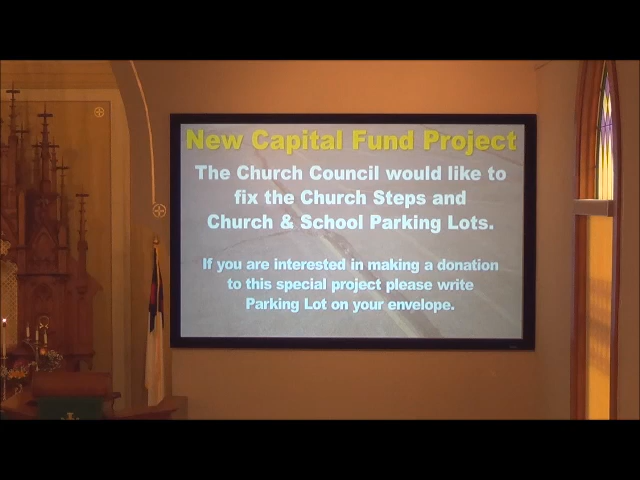 New Capital Fund Project
The Church Council would like to
fix the Church Steps and
Church & School Parking Lots.
If you are interested in making a donation
to this special project please write
Parking Lot on your envelope.